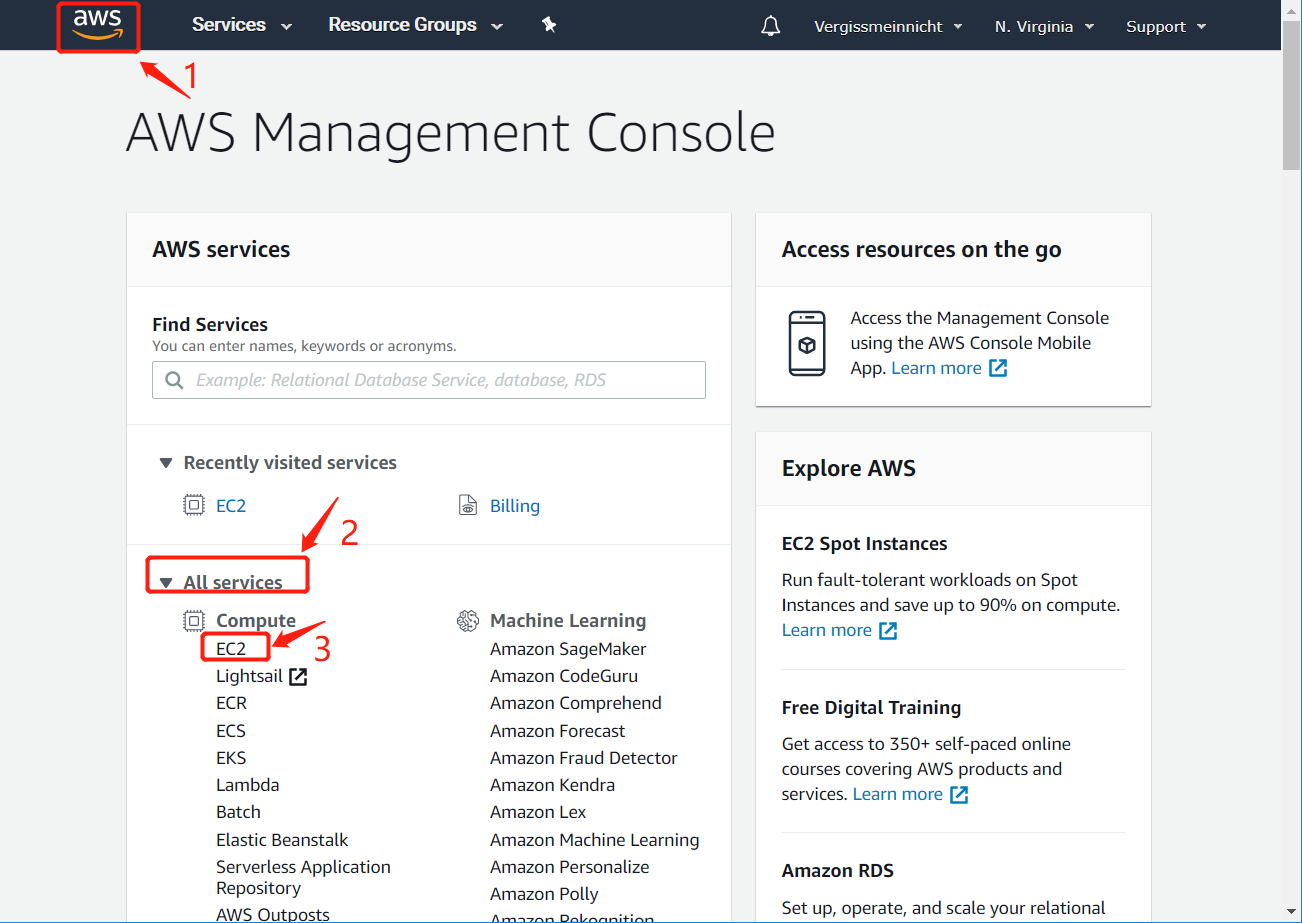 aws
Services
Resource Groups
Vergissmeinnicht
N. Virginia
Support
1
AWS Management Console
AWS services
Find Services
You can enter names, keywords or acronyms.
Example: Relational Database Service, database, RDS
Recently visited services
EC2
Billing
2
All services
Compute
EC2
3
Lightsail
ECR
ECS
EKS
Lambda
Batch
Elastic Beanstalk
Serverless Application
Repository
AWS Outposts
Machine Learning
Amazon SageMaker
Amazon CodeGuru
Amazon Comprehend
Amazon Forecast
Amazon Fraud Detector
Amazon Kendra
Amazon Lex
Amazon Machine Learning
Amazon Personalize
Amazon Polly
Amazon Rekognition
Access resources on the go
Access the Management Console
using the AWS Console Mobile
App. Learn more
Explore AWS
EC2 Spot Instances
Run fault-tolerant workloads on Spot
Instances and save up to 90% on compute.
Learn more
Free Digital Training
Get access to 350+ self-paced online
courses covering AWS products and
services. Learn more
Amazon RDS
Set up, operate, and scale your relational